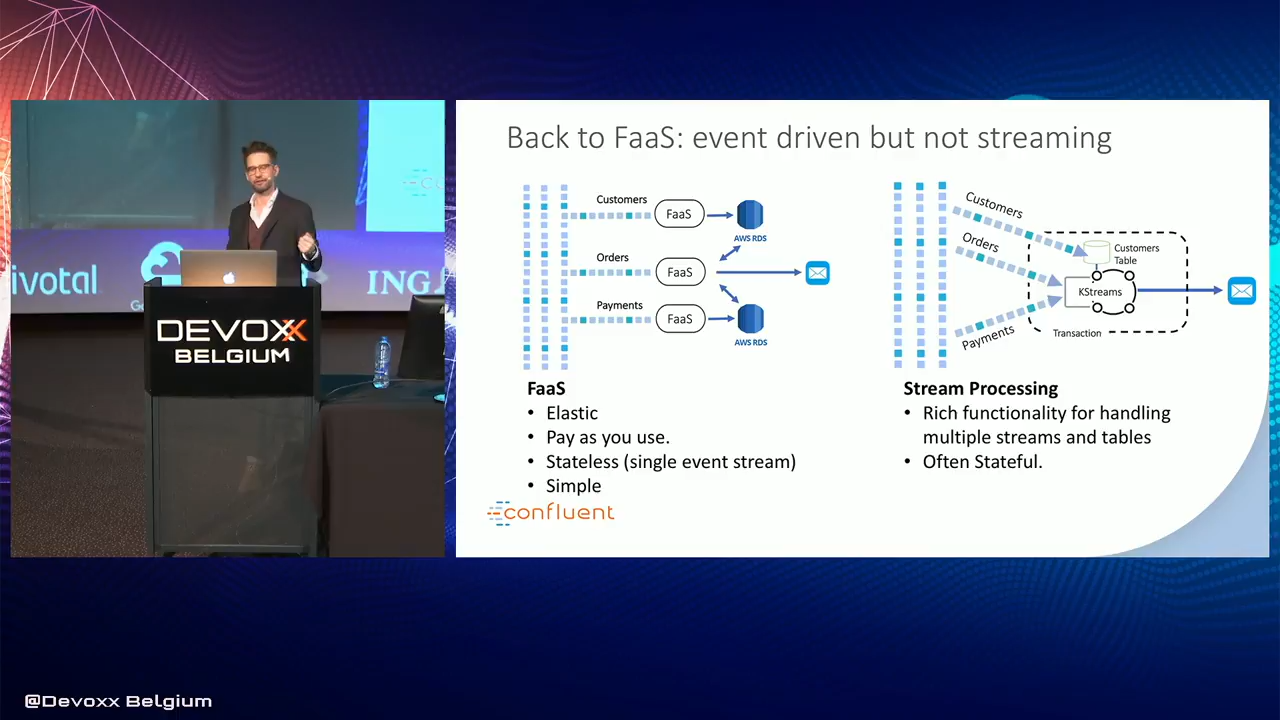 ivotal
Go
ING
DEVOXX
BELGIUM
Back to FaaS: event driven but not streaming
Customers
FaaS
AWS RDS
Orders
FaaS
Payments
FaaS
AWS RDS
Customers
Orders
Payments
Customers
Table
KStreams
Transaction
FaaS
• Elastic
• Pay as you use.
• Stateless (single event stream)
• Simple
Stream Processing
• Rich functionality for handling
multiple streams and tables
• Often Stateful.
confluent
@Devoxx Belgium